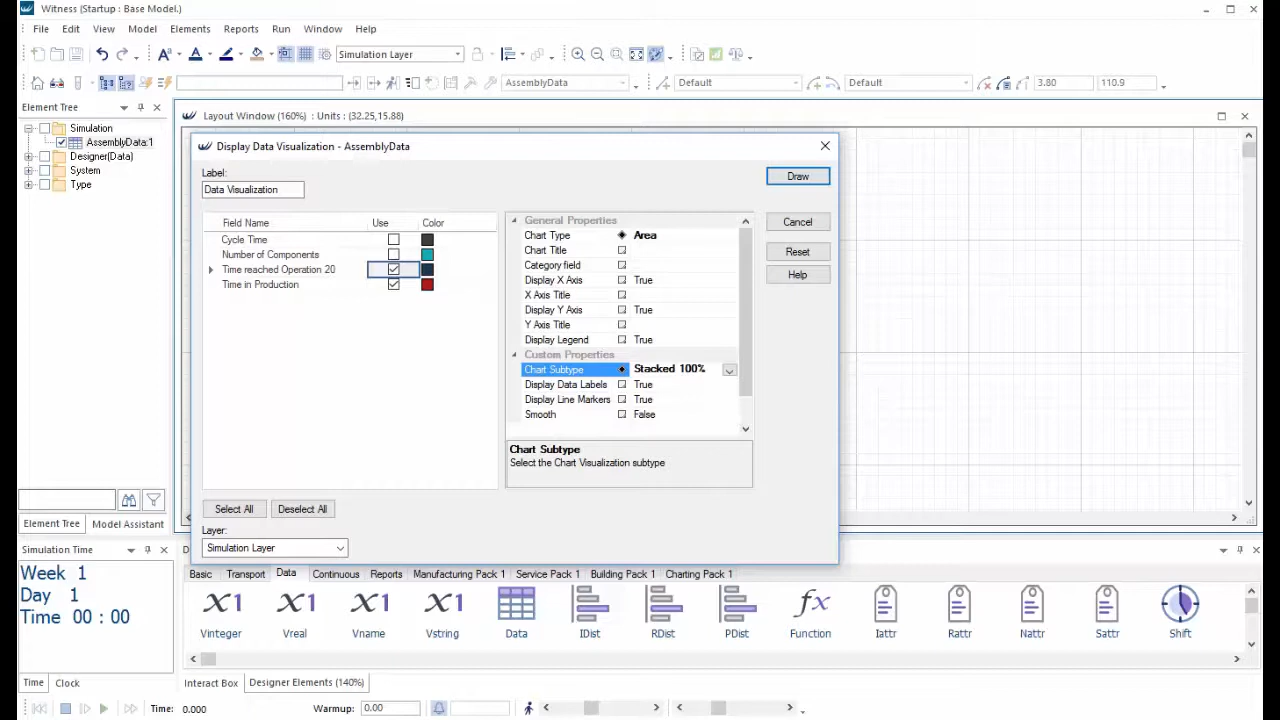 Witness (Startup : Base Model.)
File Edit View Model Elements Reports Run Window Help
Simulation Layer
AssemblyData Default Default 3.80 110.9
Element Tree
Simulation
AssemblyData:1
Designer(Data)
System
Type
Layout Window (160%) : Units : (32.25,15.88)
Display Data Visualization - AssemblyData
Label:
Data Visualization
Draw
Cancel
Reset
Help
Field Name Use Color
Cycle Time
Number of Components
Time reached Operation 20
Time in Production
General Properties
Chart Type Area
Chart Title
Category field
Display X Axis True
X Axis Title
Display Y Axis True
Y Axis Title
Display Legend True
Custom Properties
Chart Subtype Stacked 100%
Display Data Labels True
Display Line Markers True
Smooth False
Chart Subtype
Select the Chart Visualization subtype
Select All Deselect All
Layer:
Simulation Layer
Element Tree Model Assistant
Simulation Time
Week 1
Day 1
Time 00 : 00
Time Clock
Basic Transport Data Continuous Reports Manufacturing Pack 1 Service Pack 1 Building Pack 1 Charting Pack 1
X1 X1 X1 X1 fx
Vinteger Vreal Vname Vstring Data IDist RDist PDist Function Iattr Rattr Nattr Sattr Shift
Interact Box Designer Elements (140%)
Time: 0.000 Warmup: 0.00